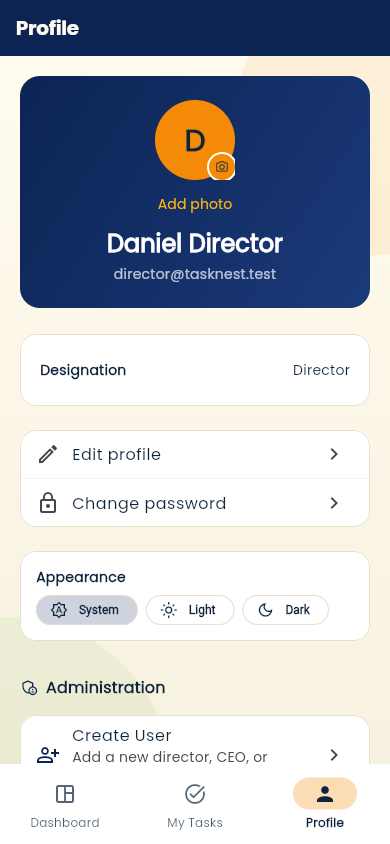 Profile
D
Add photo
Daniel Director
director@tasknest.test
Designation Director
Edit profile
Change password
Appearance
System Light Dark
Administration
Create User
Add a new director, CEO, or
Dashboard My Tasks Profile